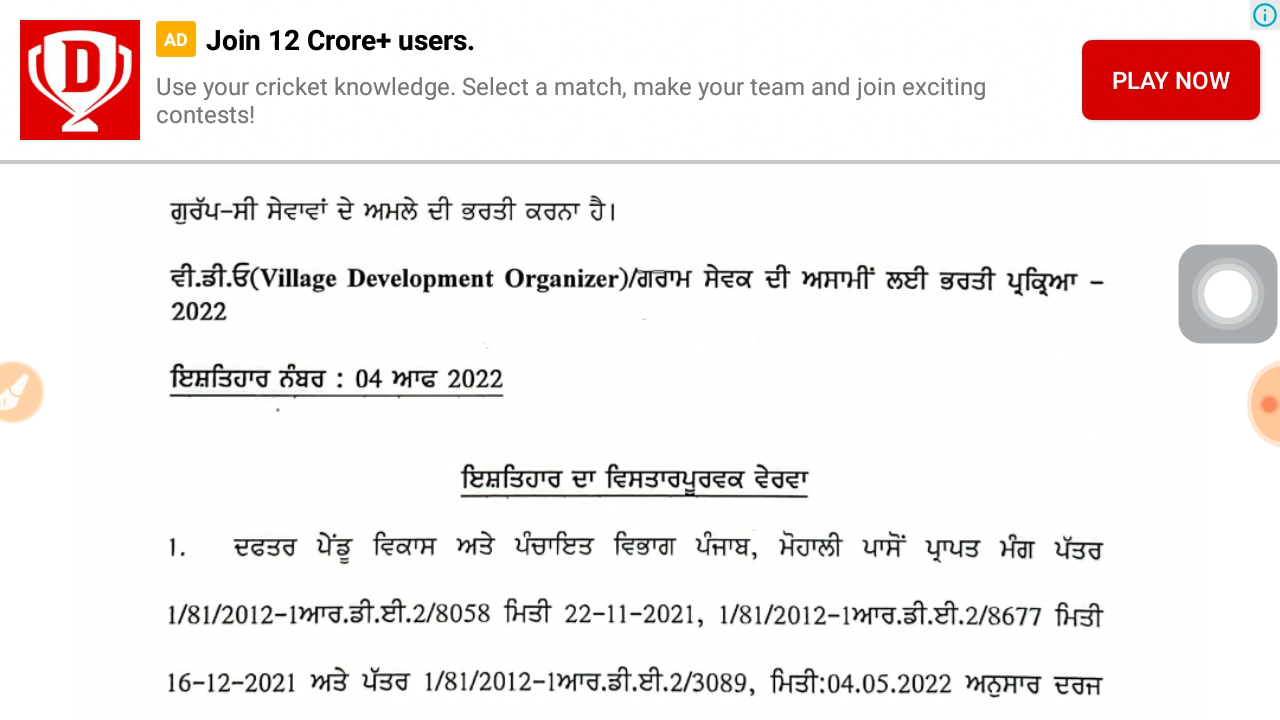 D
AD Join 12 Crore+ users.
Use your cricket knowledge. Select a match, make your team and join exciting
contests!
PLAY NOW
ਗੁਰੱਪ-ਸੀ ਸੇਵਾਵਾਂ ਦੇ ਅਮਲੇ ਦੀ ਭਰਤੀ ਕਰਨਾ ਹੈ।
ਵੀ.ਡੀ.ਓ(Village Development Organizer)/ਗਰਾਮ ਸੇਵਕ ਦੀ ਅਸਾਮੀਂ ਲਈ ਭਰਤੀ ਪ੍ਰਕ੍ਰਿਆ –
2022
ਇਸ਼ਤਿਹਾਰ ਨੰਬਰ : 04 ਆਫ 2022
ਇਸ਼ਤਿਹਾਰ ਦਾ ਵਿਸਤਾਰਪੂਰਵਕ ਵੇਰਵਾ
1. ਦਫਤਰ ਪੇਂਡੂ ਵਿਕਾਸ ਅਤੇ ਪੰਚਾਇਤ ਵਿਭਾਗ ਪੰਜਾਬ, ਮੋਹਾਲੀ ਪਾਸੋਂ ਪ੍ਰਾਪਤ ਮੰਗ ਪੱਤਰ
1/81/2012-1ਆਰ.ਡੀ.ਈ.2/8058 ਮਿਤੀ 22-11-2021, 1/81/2012-1ਆਰ.ਡੀ.ਈ.2/8677 ਮਿਤੀ
16-12-2021 ਅਤੇ ਪੱਤਰ 1/81/2012-1ਆਰ.ਡੀ.ਈ.2/3089, ਮਿਤੀ:04.05.2022 ਅਨੁਸਾਰ ਦਰਜ